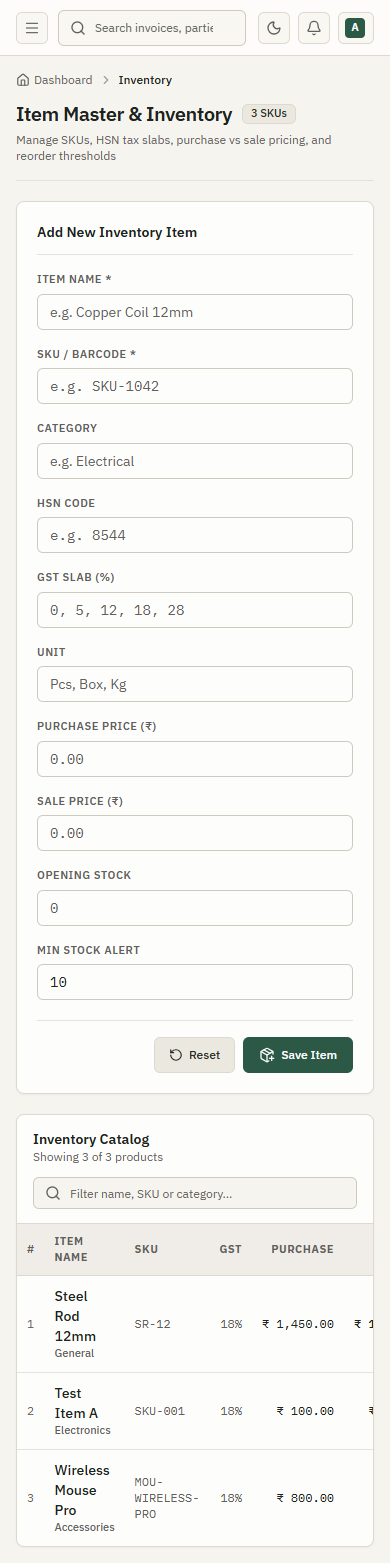 Search invoices, partie
A
Dashboard > Inventory
Item Master & Inventory 3 SKUs
Manage SKUs, HSN tax slabs, purchase vs sale pricing, and
reorder thresholds
Add New Inventory Item
ITEM NAME *
e.g. Copper Coil 12mm
SKU / BARCODE *
e.g. SKU-1042
CATEGORY
e.g. Electrical
HSN CODE
e.g. 8544
GST SLAB (%)
0, 5, 12, 18, 28
UNIT
Pcs, Box, Kg
PURCHASE PRICE (₹)
0.00
SALE PRICE (₹)
0.00
OPENING STOCK
0
MIN STOCK ALERT
10
Reset Save Item
Inventory Catalog
Showing 3 of 3 products
Filter name, SKU or category...
# ITEM NAME SKU GST PURCHASE
1 Steel Rod 12mm General SR-12 18% ₹ 1,450.00 ₹ 1
2 Test Item A Electronics SKU-001 18% ₹ 100.00 ₹
3 Wireless Mouse Pro Accessories MOU-WIRELESS-PRO 18% ₹ 800.00